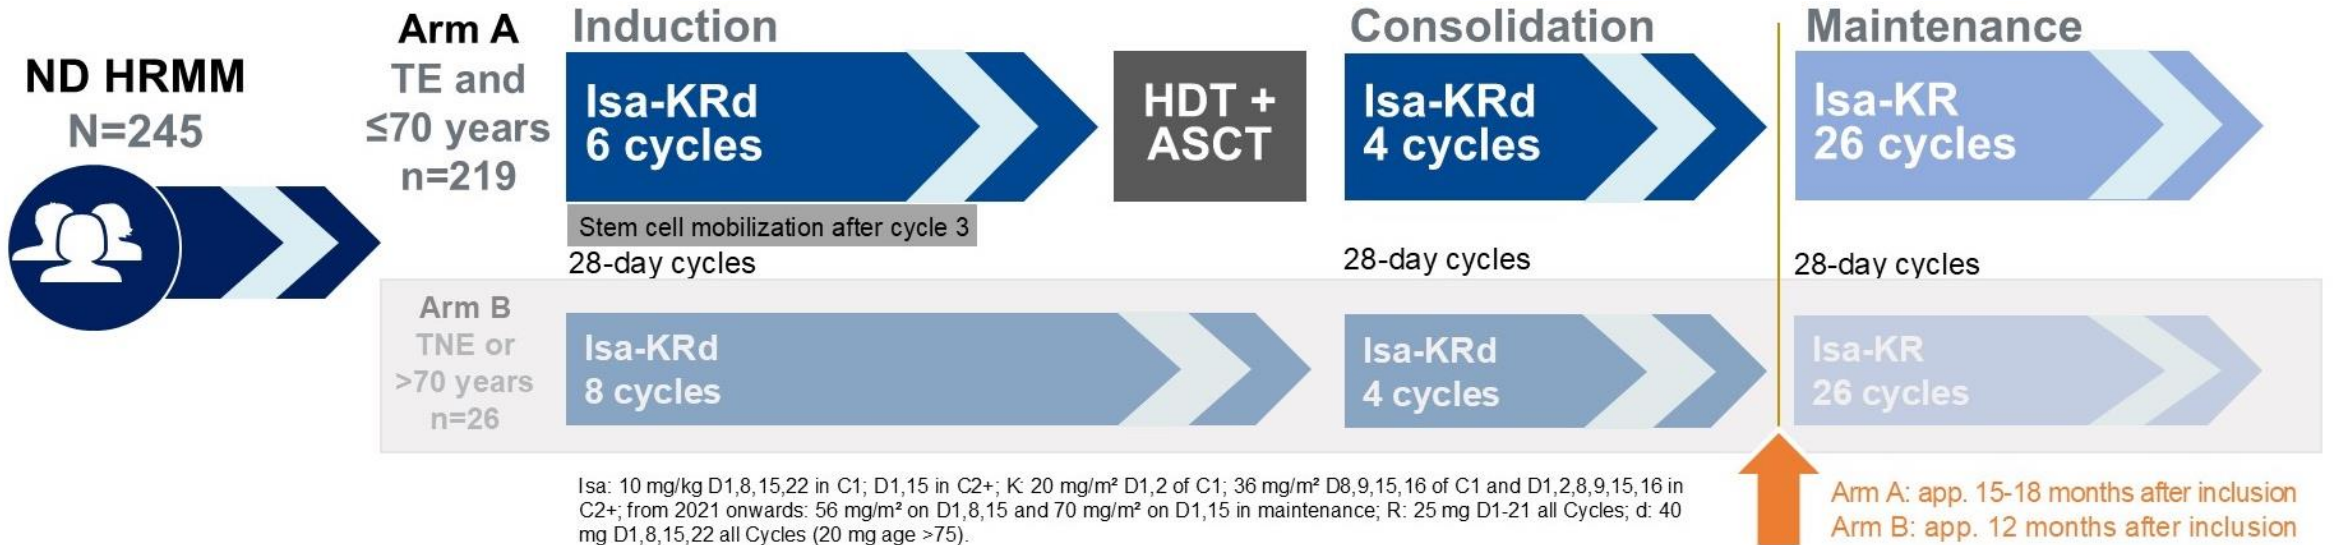 ND HRMM
N=245
Arm A
TE and
≤70 years
n=219
Induction
Isa-KRd
6 cycles
Stem cell mobilization after cycle 3
28-day cycles
HDT +
ASCT
Consolidation
Isa-KRd
4 cycles
28-day cycles
Maintenance
Isa-KR
26 cycles
28-day cycles
Arm B
TNE or
>70 years
n=26
Isa-KRd
8 cycles
Isa-KRd
4 cycles
Isa-KR
26 cycles
Isa: 10 mg/kg D1,8,15,22 in C1; D1,15 in C2+; K: 20 mg/m² D1,2 of C1; 36 mg/m² D8,9,15,16 of C1 and D1,2,8,9,15,16 in
C2+; from 2021 onwards: 56 mg/m² on D1,8,15 and 70 mg/m² on D1,15 in maintenance; R: 25 mg D1-21 all Cycles; d: 40
mg D1,8,15,22 all Cycles (20 mg age >75).
Arm A: app. 15-18 months after inclusion
Arm B: app. 12 months after inclusion